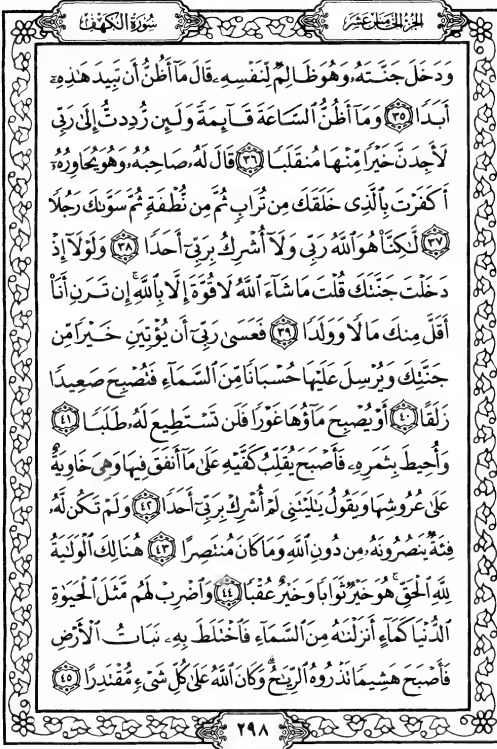 الجزء الخامس عشر
سورة الكهف
وَدَخَلَ جَنَّتَهُۥ وَهُوَ ظَالِمٌ لِّنَفْسِهِۦ قَالَ مَآ أَظُنُّ أَن تَبِيدَ هَٰذِهِۦٓ
أَبَدًا ٣٥ وَمَآ أَظُنُّ ٱلسَّاعَةَ قَآئِمَةً وَلَئِن رُّدِدتُّ إِلَىٰ رَبِّى
لَأَجِدَنَّ خَيْرًا مِّنْهَا مُنقَلَبًا ٣٦ قَالَ لَهُۥ صَاحِبُهُۥ وَهُوَ يُحَاوِرُهُۥٓ
أَكَفَرْتَ بِٱلَّذِى خَلَقَكَ مِن تُرَابٍ ثُمَّ مِن نُّطْفَةٍ ثُمَّ سَوَّىٰكَ رَجُلًا
٣٧ لَّٰكِنَّا۠ هُوَ ٱللَّهُ رَبِّى وَلَآ أُشْرِكُ بِرَبِّىٓ أَحَدًا ٣٨ وَلَوْلَآ إِذْ
دَخَلْتَ جَنَّتَكَ قُلْتَ مَا شَآءَ ٱللَّهُ لَا قُوَّةَ إِلَّا بِٱللَّهِ ۚ إِن تَرَنِ أَنَا۠
أَقَلَّ مِنكَ مَالًا وَوَلَدًا ٣٩ فَعَسَىٰ رَبِّىٓ أَن يُؤْتِيَنِ خَيْرًا مِّن
جَنَّتِكَ وَيُرْسِلَ عَلَيْهَا حُسْبَانًا مِّنَ ٱلسَّمَآءِ فَتُصْبِحَ صَعِيدًا
زَلَقًا ٤٠ أَوْ يُصْبِحَ مَآؤُهَا غَوْرًا فَلَن تَسْتَطِيعَ لَهُۥ طَلَبًا ٤١
وَأُحِيطَ بِثَمَرِهِۦ فَأَصْبَحَ يُقَلِّبُ كَفَّيْهِ عَلَىٰ مَآ أَنفَقَ فِيهَا وَهِىَ خَاوِيَةٌ
عَلَىٰ عُرُوشِهَا وَيَقُولُ يَٰلَيْتَنِى لَمْ أُشْرِكْ بِرَبِّىٓ أَحَدًا ٤٢ وَلَمْ تَكُن لَّهُۥ
فِئَةٌ يَنصُرُونَهُۥ مِن دُونِ ٱللَّهِ وَمَا كَانَ مُنتَصِرًا ٤٣ هُنَالِكَ ٱلْوَلَٰيَةُ
لِلَّهِ ٱلْحَقِّ ۚ هُوَ خَيْرٌ ثَوَابًا وَخَيْرٌ عُقْبًا ٤٤ وَٱضْرِبْ لَهُم مَّثَلَ ٱلْحَيَوٰةِ
ٱلدُّنْيَا كَمَآءٍ أَنزَلْنَٰهُ مِنَ ٱلسَّمَآءِ فَٱخْتَلَطَ بِهِۦ نَبَاتُ ٱلْأَرْضِ
فَأَصْبَحَ هَشِيمًا تَذْرُوهُ ٱلرِّيَٰحُ ۗ وَكَانَ ٱللَّهُ عَلَىٰ كُلِّ شَىْءٍ مُّقْتَدِرًا ٤٥
٢٩٨